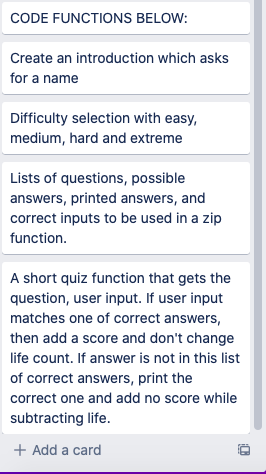 CODE FUNCTIONS BELOW:
Create an introduction which asks
for a name
Difficulty selection with easy,
medium, hard and extreme
Lists of questions, possible
answers, printed answers, and
correct inputs to be used in a zip
function.
A short quiz function that gets the
question, user input. If user input
matches one of correct answers,
then add a score and don't change
life count. If answer is not in this list
of correct answers, print the
correct one and add no score while
subtracting life.
+ Add a card